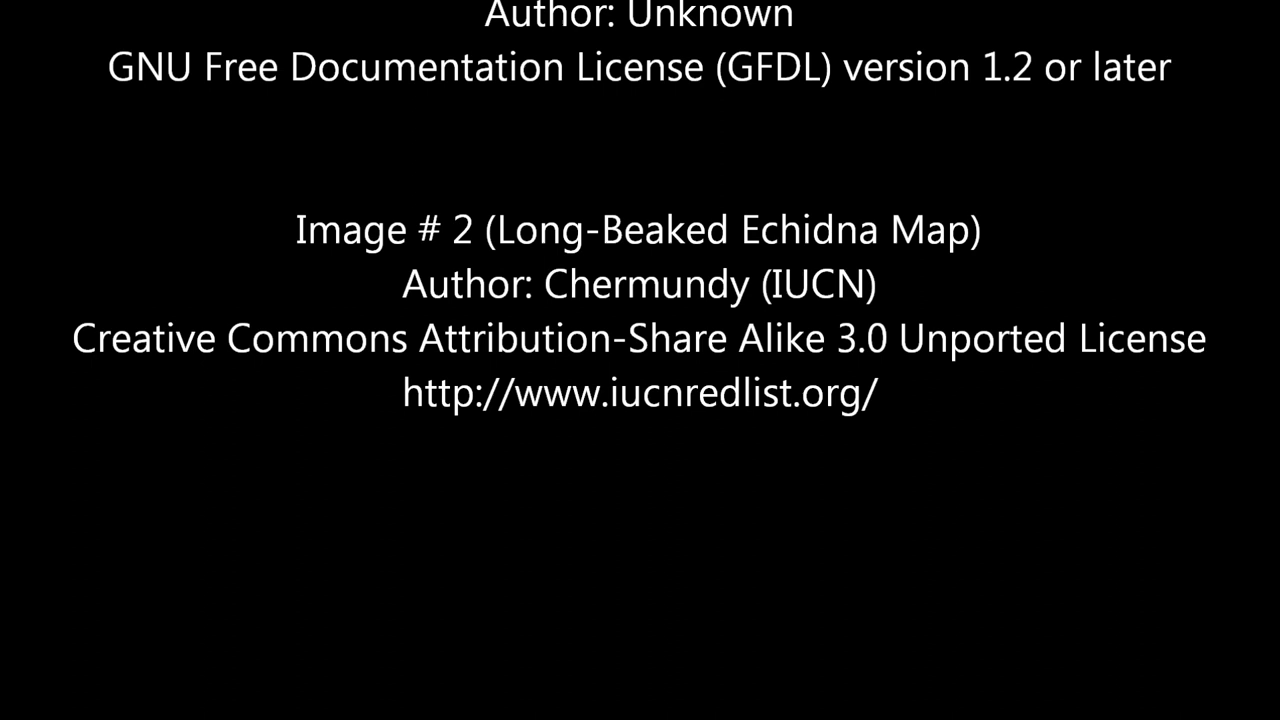 Author: Unknown
GNU Free Documentation License (GFDL) version 1.2 or later
Image # 2 (Long-Beaked Echidna Map)
Author: Chermundy (IUCN)
Creative Commons Attribution-Share Alike 3.0 Unported License
http://www.iucnredlist.org/